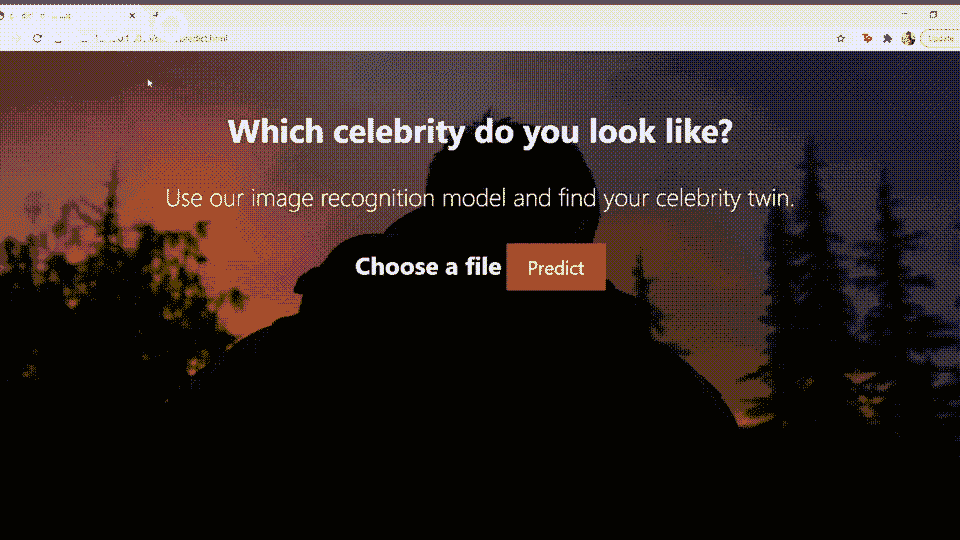 Which celebrity do you look like?
Use our image recognition model and find your celebrity twin.
Choose a file Predict